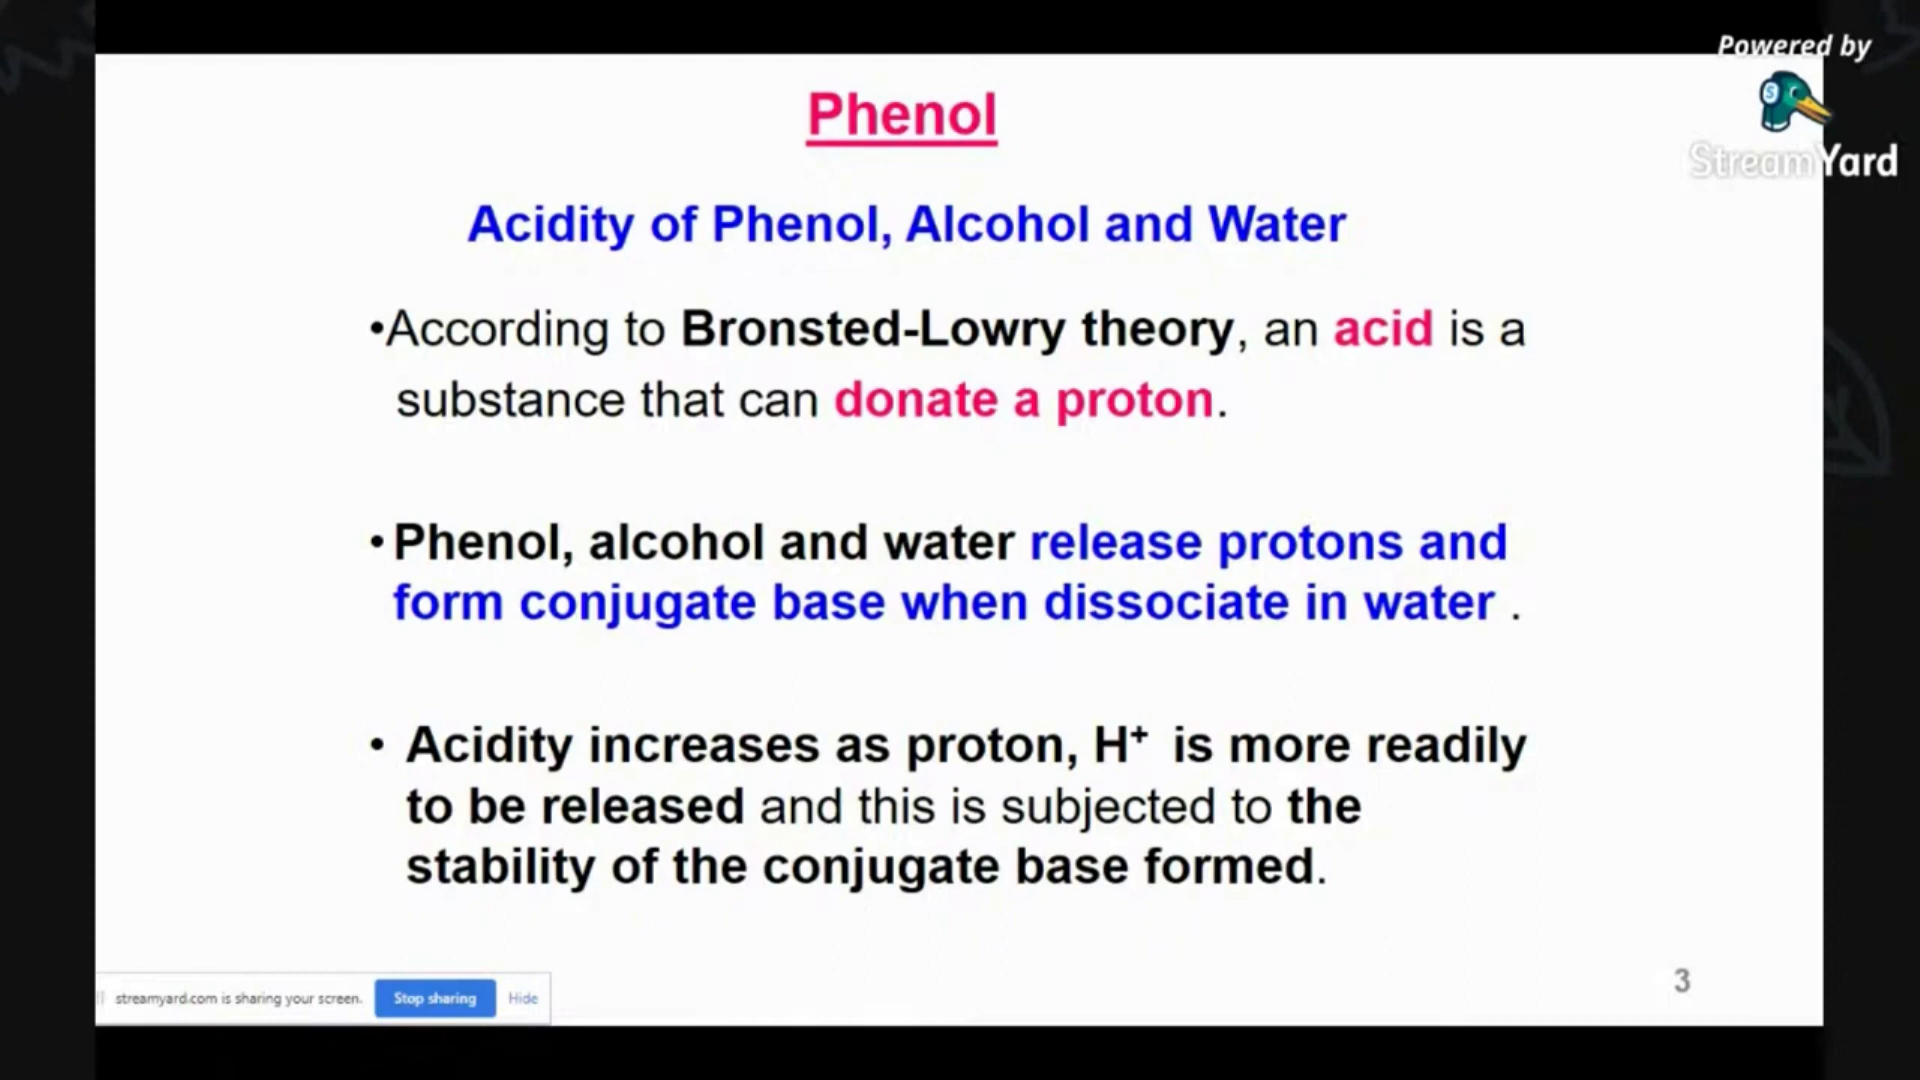 Powered by
StreamYard
Phenol
Acidity of Phenol, Alcohol and Water
•According to Bronsted-Lowry theory, an acid is a
substance that can donate a proton.
•Phenol, alcohol and water release protons and
form conjugate base when dissociate in water .
• Acidity increases as proton, H⁺ is more readily
to be released and this is subjected to the
stability of the conjugate base formed.
streamyard.com is sharing your screen. Stop sharing Hide
3